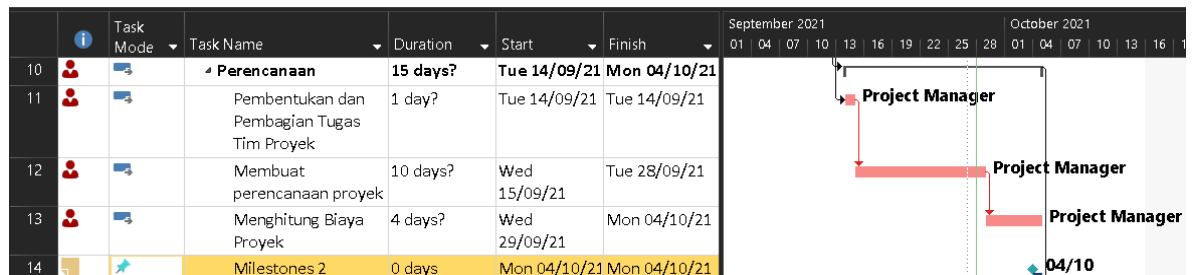 September 2021 October 2021
Task
Mode Task Name Duration Start Finish
01 04 07 10 13 16 19 22 25 28 01 04 07 10 13 16
10 Perencanaan 15 days? Tue 14/09/21 Mon 04/10/21
11 Pembentukan dan 1 day? Tue 14/09/21 Tue 14/09/21 Project Manager
Pembagian Tugas
Tim Proyek
12 Membuat 10 days? Wed Tue 28/09/21 Project Manager
perencanaan proyek 15/09/21
13 Menghitung Biaya 4 days? Wed Mon 04/10/21 Project Manager
Proyek 29/09/21
14 Milestones 2 0 days Mon 04/10/21 Mon 04/10/21 04/10